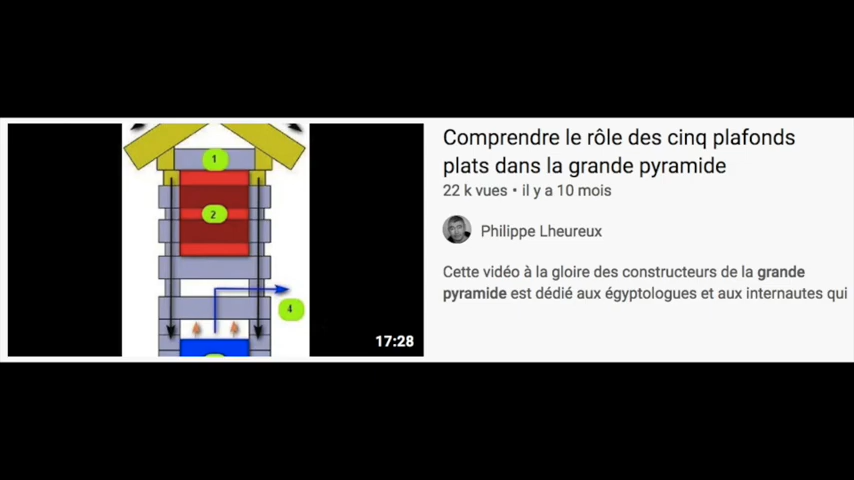 1
2
4
17:28
Comprendre le rôle des cinq plafonds
plats dans la grande pyramide
22 k vues • il y a 10 mois
Philippe Lheureux
Cette vidéo à la gloire des constructeurs de la grande
pyramide est dédié aux égyptologues et aux internautes qui